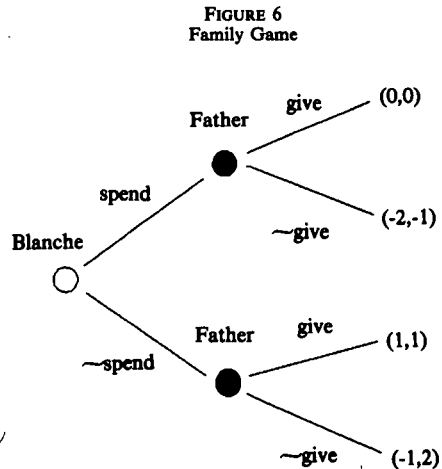 FIGURE 6
Family Game
Father
give
(0,0)
spend
~give
(-2,-1)
Blanche
Father
give
(1,1)
~spend
~give
(-1,2)